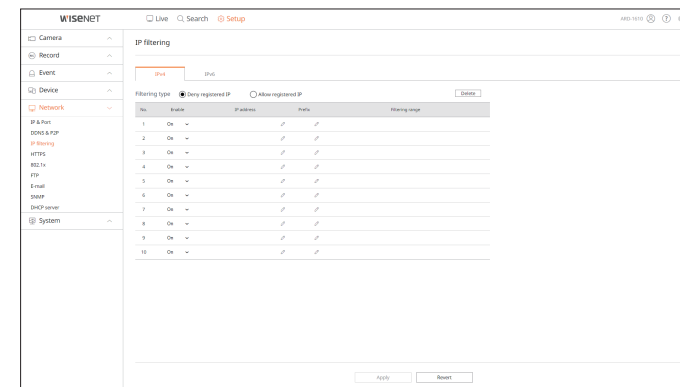 WISENET
Live Search Setup
ARD-1610
Camera
Record
Event
Device
Network
IP & Port
DDNS & P2P
IP filtering
HTTPS
802.1x
FTP
E-mail
SNMP
DHCP server
System
IP filtering
IPv4 IPv6
Filtering type Deny registered IP Allow registered IP Delete
No. Enable IP address Prefix Filtering range
1 On
2 On
3 On
4 On
5 On
6 On
7 On
8 On
9 On
10 On
Apply Revert